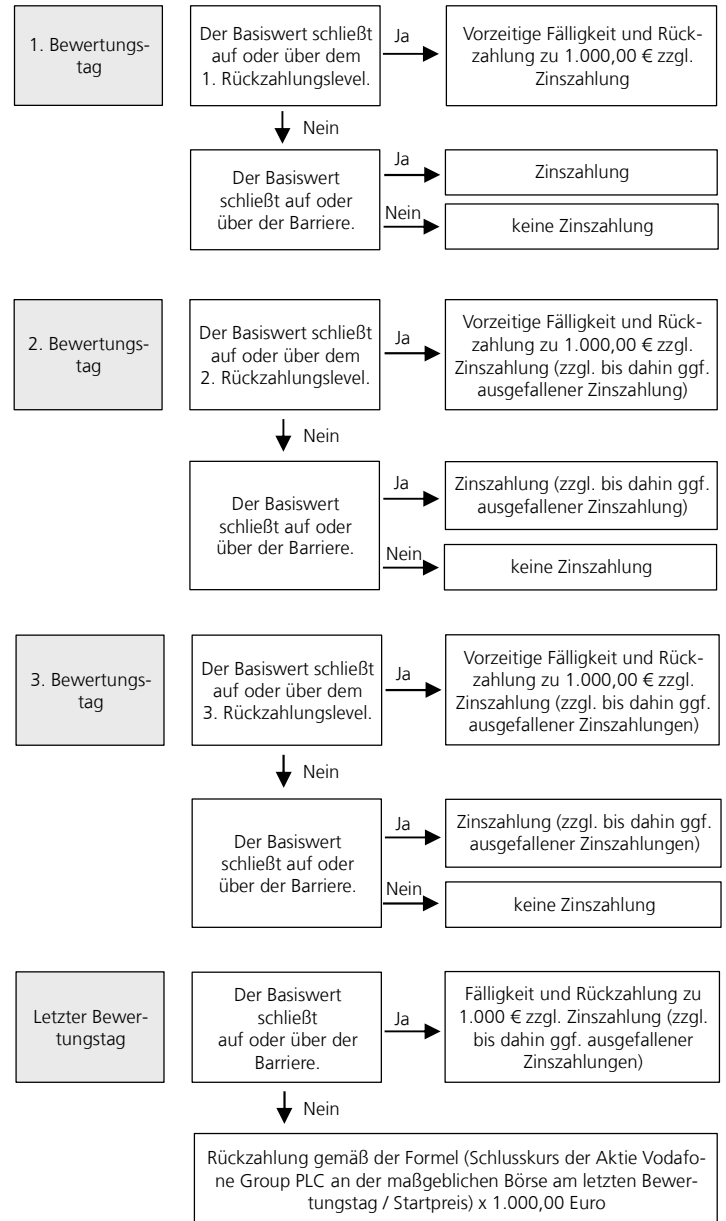 1. Bewertungs-
tag
Der Basiswert schließt
auf oder über dem
1. Rückzahlungslevel.
Ja
Vorzeitige Fälligkeit und Rück-
zahlung zu 1.000,00 € zzgl.
Zinszahlung
Nein
Der Basiswert
schließt auf oder
über der Barriere.
Ja
Zinszahlung
Nein
keine Zinszahlung
2. Bewertungs-
tag
Der Basiswert schließt
auf oder über dem
2. Rückzahlungslevel.
Ja
Vorzeitige Fälligkeit und Rück-
zahlung zu 1.000,00 € zzgl.
Zinszahlung (zzgl. bis dahin ggf.
ausgefallener Zinszahlung)
Nein
Der Basiswert
schließt auf oder
über der Barriere.
Ja
Zinszahlung (zzgl. bis dahin ggf.
ausgefallener Zinszahlung)
Nein
keine Zinszahlung
3. Bewertungs-
tag
Der Basiswert schließt
auf oder über dem
3. Rückzahlungslevel.
Ja
Vorzeitige Fälligkeit und Rück-
zahlung zu 1.000,00 € zzgl.
Zinszahlung (zzgl. bis dahin ggf.
ausgefallener Zinszahlungen)
Nein
Der Basiswert
schließt auf oder
über der Barriere.
Ja
Zinszahlung (zzgl. bis dahin ggf.
ausgefallener Zinszahlungen)
Nein
keine Zinszahlung
Letzter Bewer-
tungstag
Der Basiswert
schließt
auf oder über der
Barriere.
Ja
Fälligkeit und Rückzahlung zu
1.000 € zzgl. Zinszahlung (zzgl.
bis dahin ggf. ausgefallener
Zinszahlungen)
Nein
Rückzahlung gemäß der Formel (Schlusskurs der Aktie Vodafo-
ne Group PLC an der maßgeblichen Börse am letzten Bewer-
tungstag / Startpreis) x 1.000,00 Euro